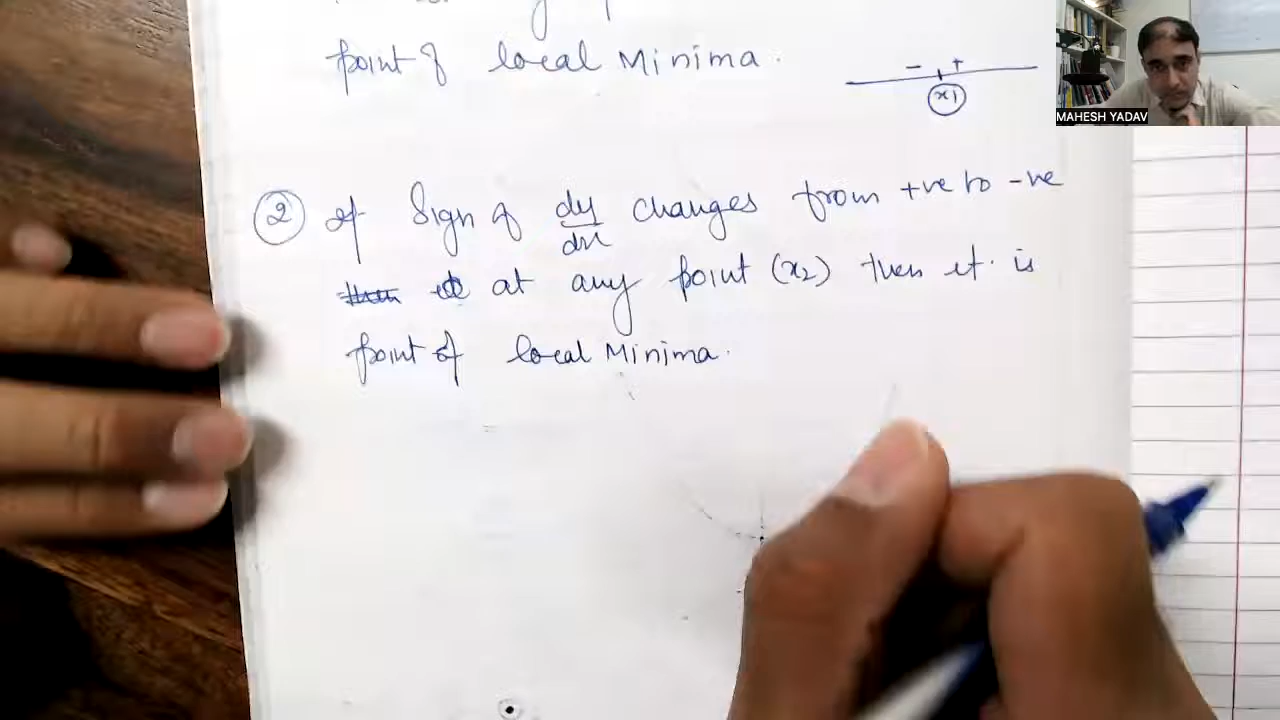 point of local Minima.
- +
x1
MAHESH YADAV
② If Sign of dy/dx changes from +ve to -ve
at any point (x2) then it is
point of local Minima.